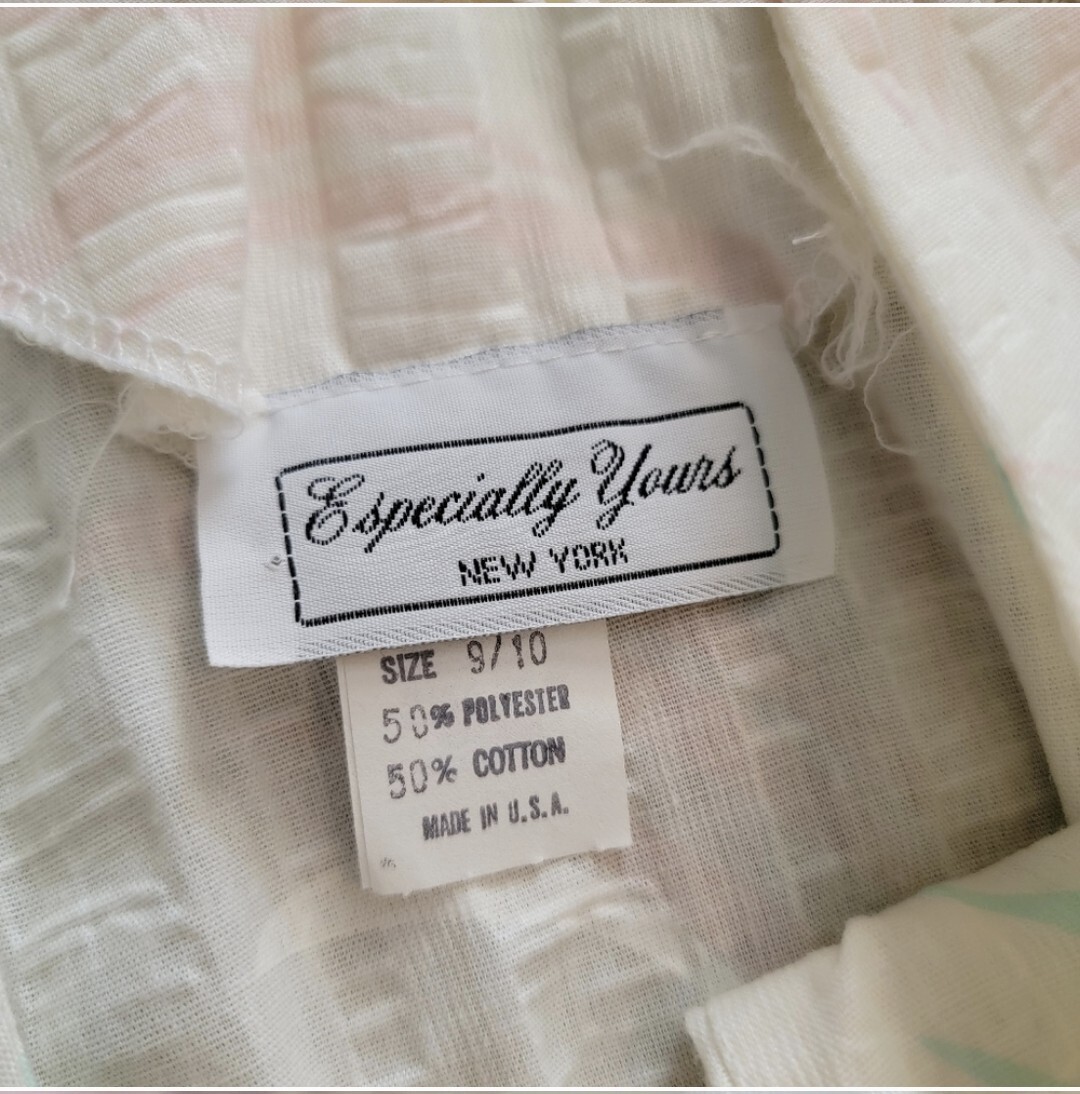 Especially Yours
NEW YORK
SIZE 9/10
50% POLYESTER
50% COTTON
MADE IN U.S.A.